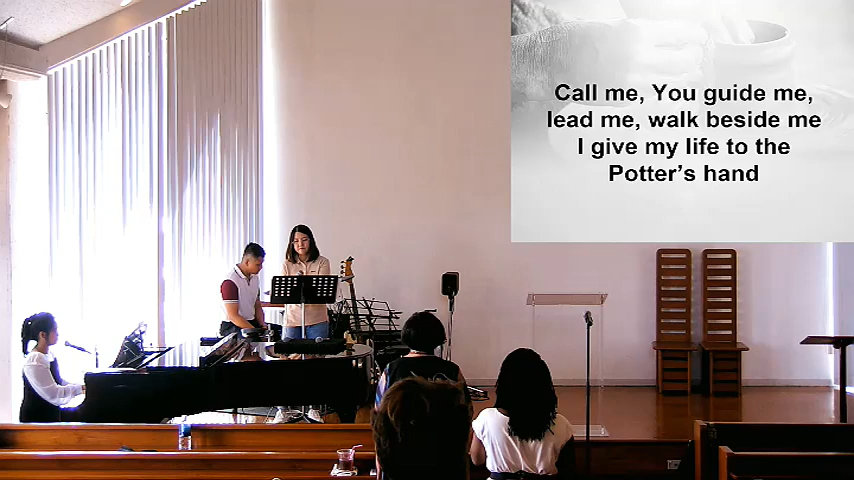 Call me, You guide me,
lead me, walk beside me
I give my life to the
Potter's hand